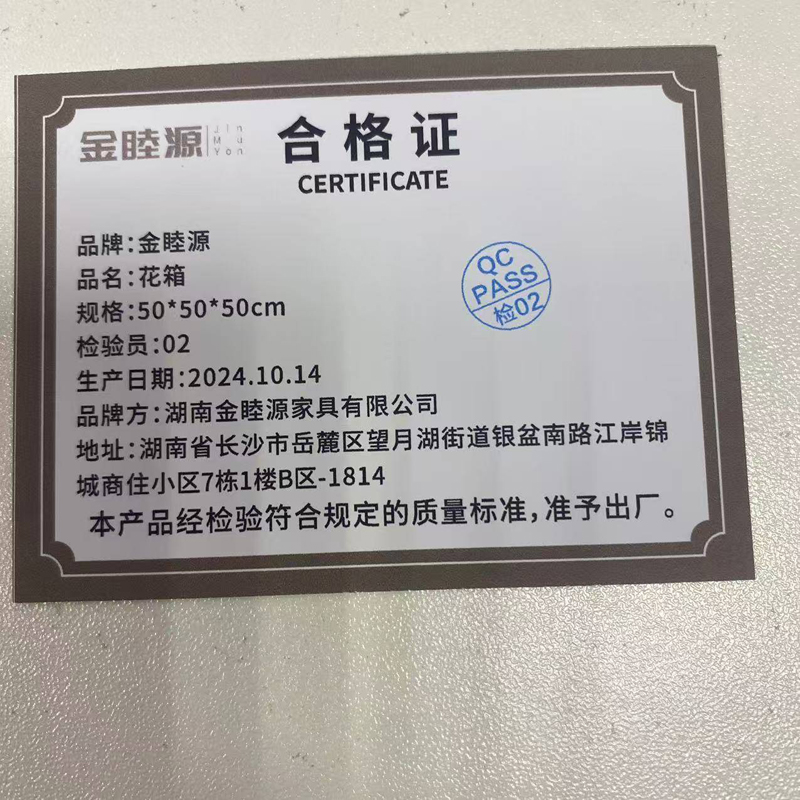 金睦源
Jin
Mu
Yon
合格证
CERTIFICATE
品牌:金睦源
品名:花箱
规格:50*50*50cm
检验员:02
生产日期:2024.10.14
品牌方:湖南金睦源家具有限公司
地址:湖南省长沙市岳麓区望月湖街道银盆南路江岸锦
城商住小区7栋1楼B区-1814
本产品经检验符合规定的质量标准,准予出厂。
QC
PASS
检02